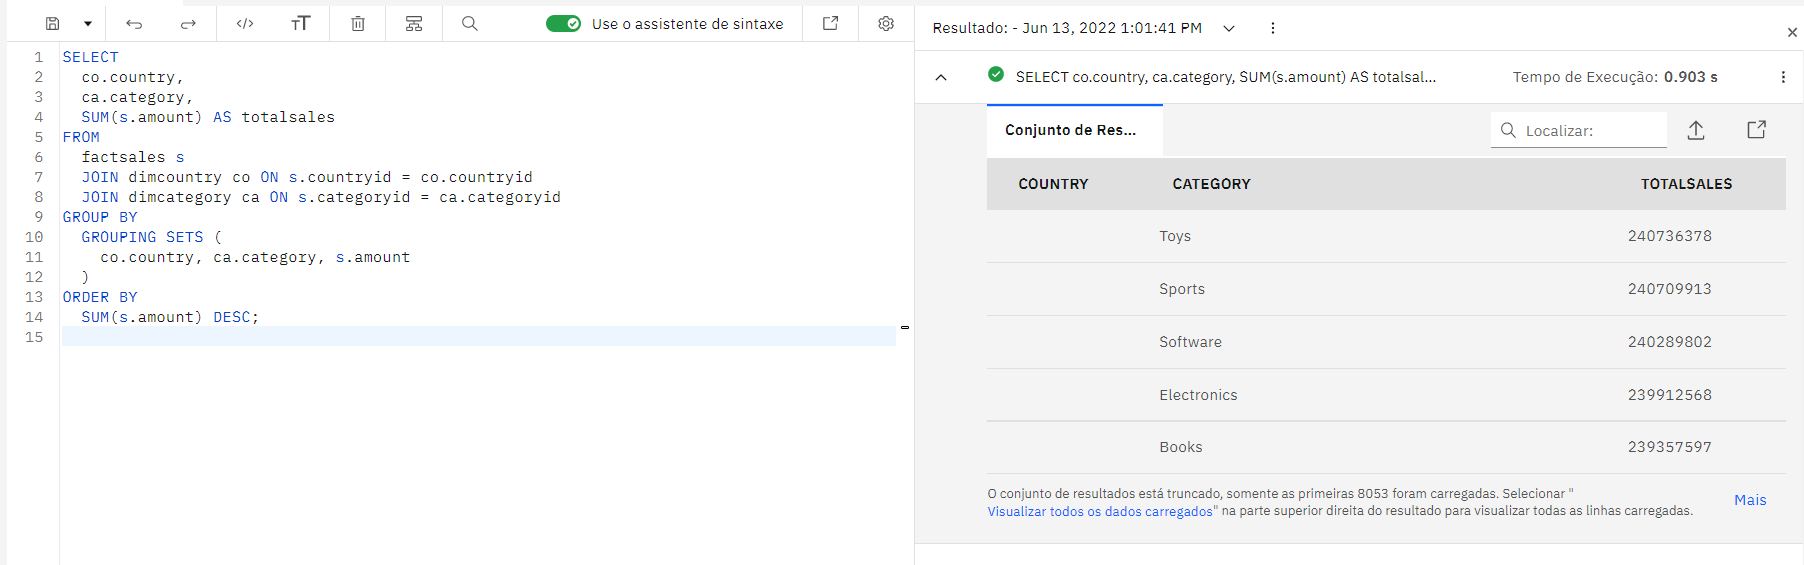 Use o assistente de sintaxe
1 SELECT
2 co.country,
3 ca.category,
4 SUM(s.amount) AS totalsales
5 FROM
6 factsales s
7 JOIN dimcountry co ON s.countryid = co.countryid
8 JOIN dimcategory ca ON s.categoryid = ca.categoryid
9 GROUP BY
10 GROUPING SETS (
11 co.country, ca.category, s.amount
12 )
13 ORDER BY
14 SUM(s.amount) DESC;
15
Resultado: - Jun 13, 2022 1:01:41 PM
SELECT co.country, ca.category, SUM(s.amount) AS totalsal... Tempo de Execução: 0.903 s
Conjunto de Res... Localizar:
COUNTRY CATEGORY TOTALSALES
Toys 240736378
Sports 240709913
Software 240289802
Electronics 239912568
Books 239357597
O conjunto de resultados está truncado, somente as primeiras 8053 foram carregadas. Selecionar "
Visualizar todos os dados carregados" na parte superior direita do resultado para visualizar todas as linhas carregadas.
Mais